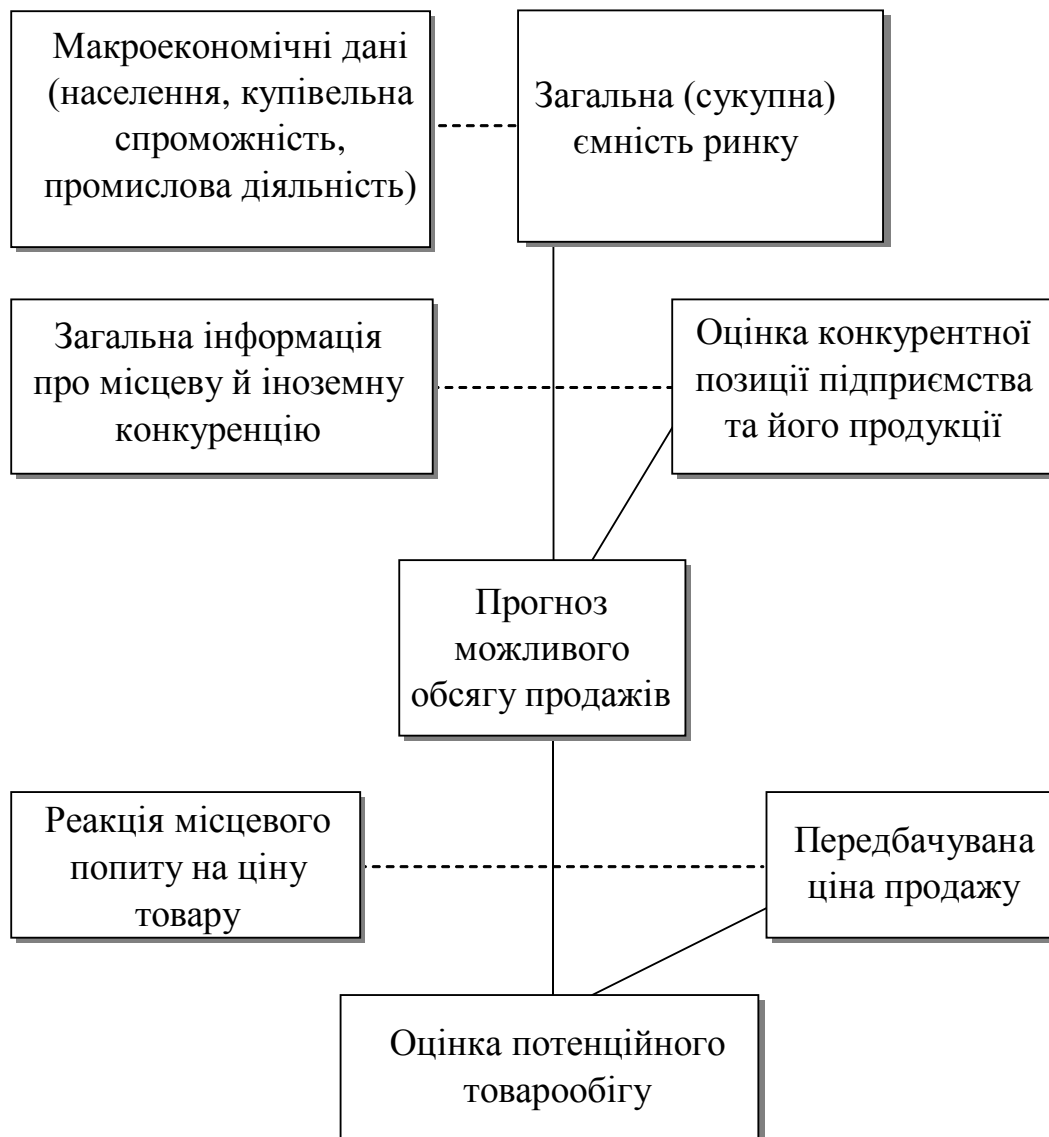 Макроекономічні дані
(населення, купівельна
спроможність,
промислова діяльність)
Загальна (сукупна)
ємність ринку
Загальна інформація
про місцеву й іноземну
конкуренцію
Оцінка конкурентної
позиції підприємства
та його продукції
Прогноз
можливого
обсягу продажів
Реакція місцевого
попиту на ціну
товару
Передбачувана
ціна продажу
Оцінка потенційного
товарообігу